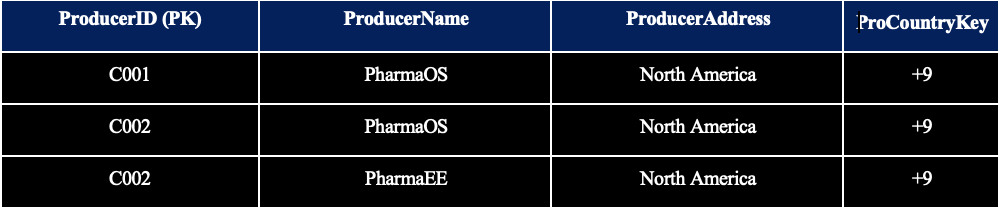 ProducerID (PK) ProducerName ProducerAddress ProCountryKey
C001 PharmaOS North America +9
C002 PharmaOS North America +9
C002 PharmaEE North America +9